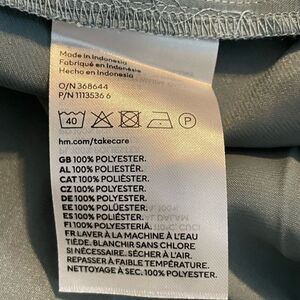 Made in Indonesia
Fabriqué en Indonésie
Hecho en Indonesia
O/N 368644
P/N 1113536 6
40
P
hm.com/takecare
GB 100% POLYESTER.
AL 100% POLIESTËR.
CAT 100% POLIÈSTER.
CZ 100% POLYESTER.
DE 100% POLYESTER.
EE 100% POLÜESTER.
ES 100% POLIÉSTER.
FI 100% POLYESTERIÄ.
FR LAVER À LA MACHINE À L'EAU
TIÈDE. BLANCHIR SANS CHLORE
SI NÉCESSAIRE. SÉCHER À L'AIR.
REPASSER À FAIBLE TEMPÉRATURE.
NETTOYAGE À SEC. 100% POLYESTER.